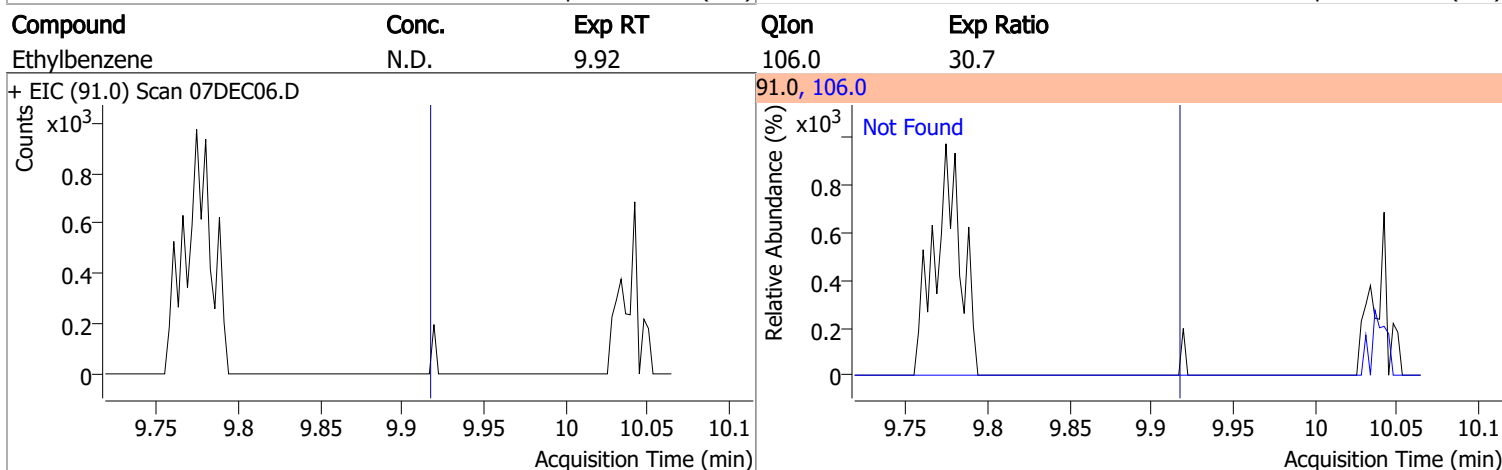 Compound Conc. Exp RT QIon Exp Ratio
Ethylbenzene N.D. 9.92 106.0 30.7
+ EIC (91.0) Scan 07DEC06.D
Counts
x10³
0.8
0.6
0.4
0.2
0
9.75 9.8 9.85 9.9 9.95 10 10.05 10.1
Acquisition Time (min)
91.0, 106.0
Relative Abundance (%)
x10³
Not Found
0.8
0.6
0.4
0.2
0
9.75 9.8 9.85 9.9 9.95 10 10.05 10.1
Acquisition Time (min)